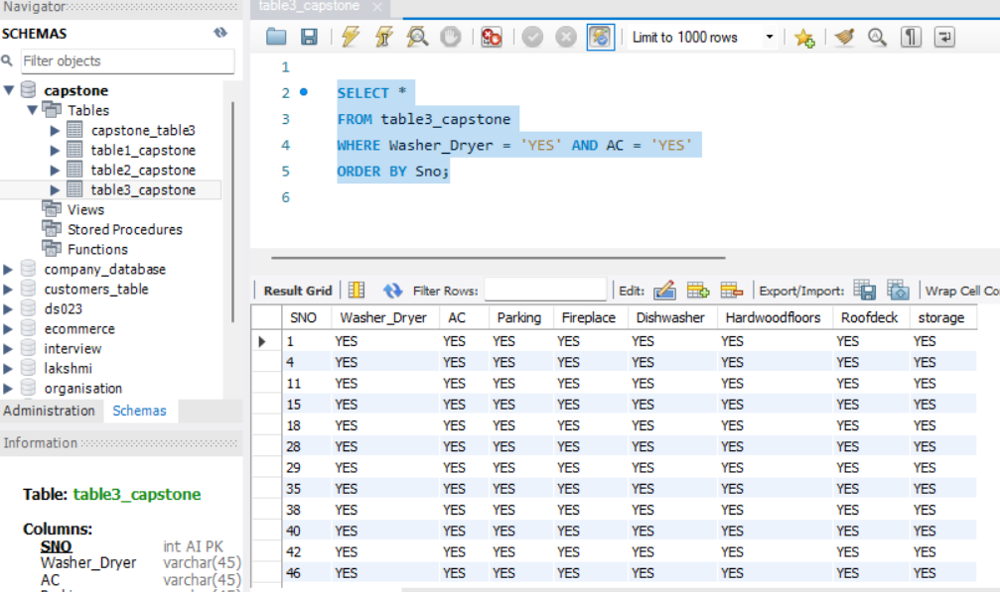 Navigator
SCHEMAS
Filter objects
capstone
Tables
capstone_table3
table1_capstone
table2_capstone
table3_capstone
Views
Stored Procedures
Functions
company_database
customers_table
ds023
ecommerce
interview
lakshmi
organisation
Administration Schemas
Information
Table: table3_capstone
Columns:
SNO int AI PK
Washer_Dryer varchar(45)
AC varchar(45)
table3_capstone
Limit to 1000 rows
1
2 SELECT *
3 FROM table3_capstone
4 WHERE Washer_Dryer = 'YES' AND AC = 'YES'
5 ORDER BY Sno;
6
Result Grid Filter Rows: Edit: Export/Import: Wrap Cell Co
SNO Washer_Dryer AC Parking Fireplace Dishwasher Hardwoodfloors Roofdeck storage
1 YES YES YES YES YES YES YES YES
4 YES YES YES YES YES YES YES YES
11 YES YES YES YES YES YES YES YES
15 YES YES YES YES YES YES YES YES
18 YES YES YES YES YES YES YES YES
28 YES YES YES YES YES YES YES YES
29 YES YES YES YES YES YES YES YES
35 YES YES YES YES YES YES YES YES
38 YES YES YES YES YES YES YES YES
40 YES YES YES YES YES YES YES YES
42 YES YES YES YES YES YES YES YES
46 YES YES YES YES YES YES YES YES